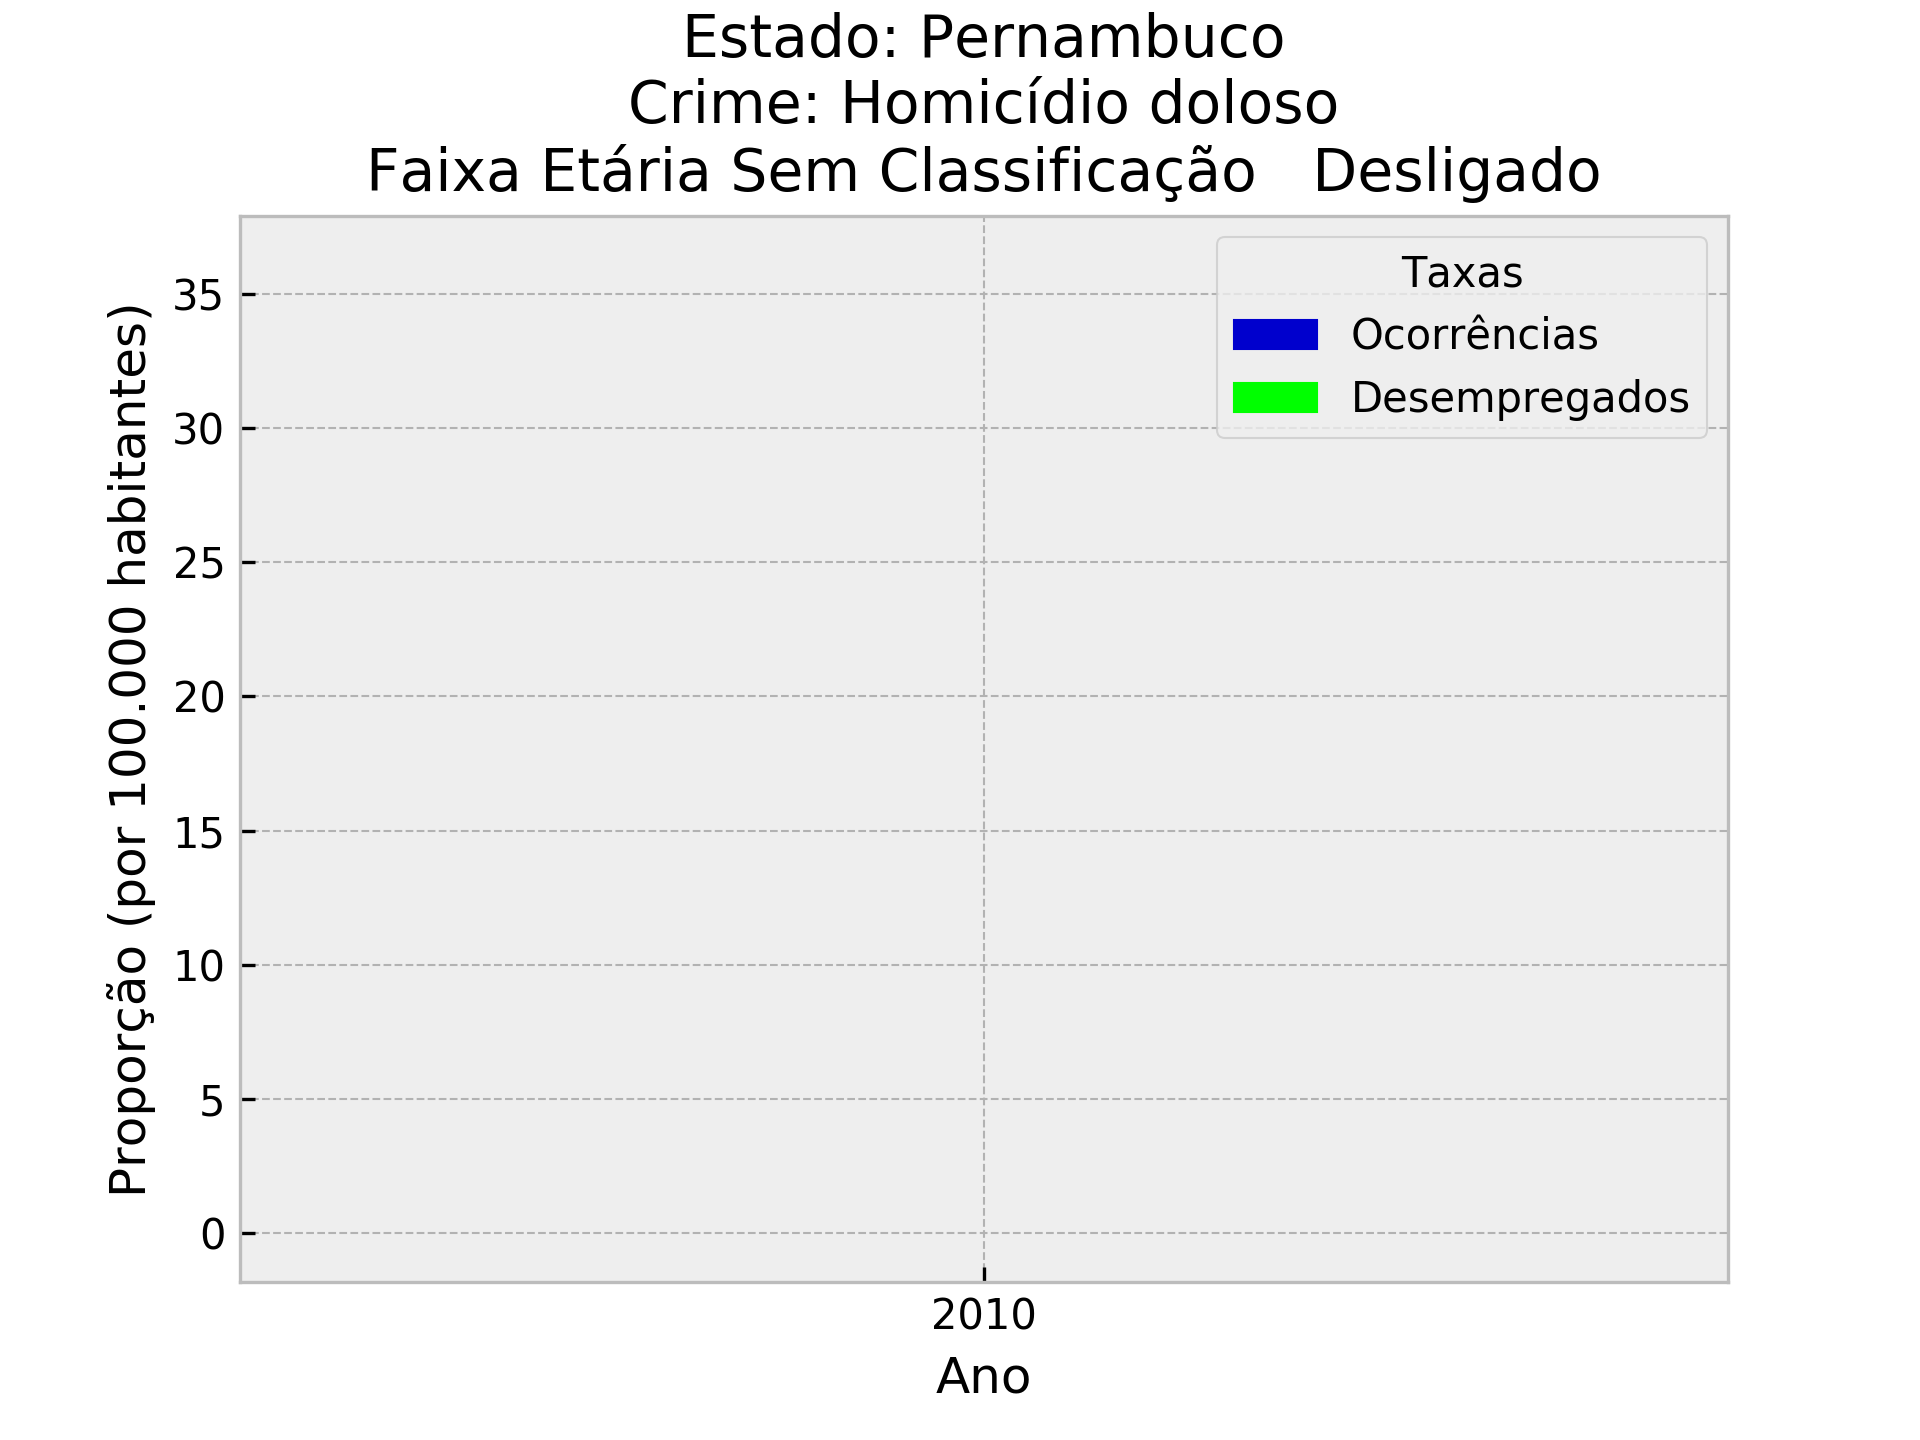 Estado: Pernambuco
Crime: Homicídio doloso
Faixa Etária Sem Classificação   Desligado
Taxas
Ocorrências
Desempregados
Proporção (por 100.000 habitantes)
35
30
25
20
15
10
5
0
2010
Ano